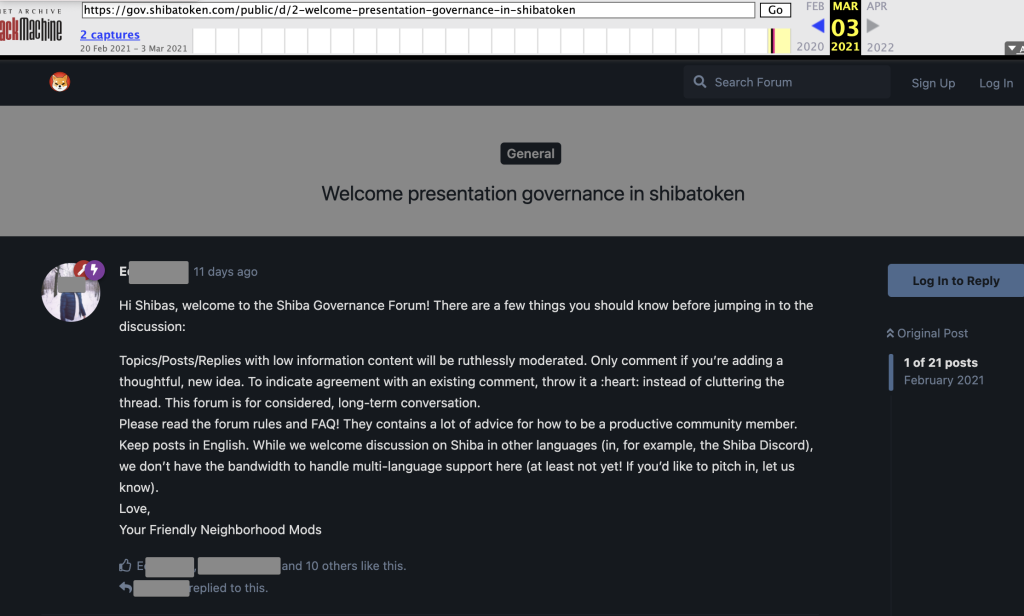 NET ARCHIVE
https://gov.shibatoken.com/public/d/2-welcome-presentation-governance-in-shibatoken
Go
FEB MAR APR
ackMachine
2 captures
03
20 Feb 2021 – 3 Mar 2021
2020 2021 2022
Search Forum
Sign Up
Log In
General
Welcome presentation governance in shibatoken
11 days ago
Log In to Reply
Hi Shibas, welcome to the Shiba Governance Forum! There are a few things you should know before jumping in to the
discussion:
Original Post
Topics/Posts/Replies with low information content will be ruthlessly moderated. Only comment if you’re adding a
1 of 21 posts
thoughtful, new idea. To indicate agreement with an existing comment, throw it a :heart: instead of cluttering the
February 2021
thread. This forum is for considered, long-term conversation.
Please read the forum rules and FAQ! They contains a lot of advice for how to be a productive community member.
Keep posts in English. While we welcome discussion on Shiba in other languages (in, for example, the Shiba Discord),
we don’t have the bandwidth to handle multi-language support here (at least not yet! If you’d like to pitch in, let us
know).
Love,
Your Friendly Neighborhood Mods
, and 10 others like this.
replied to this.